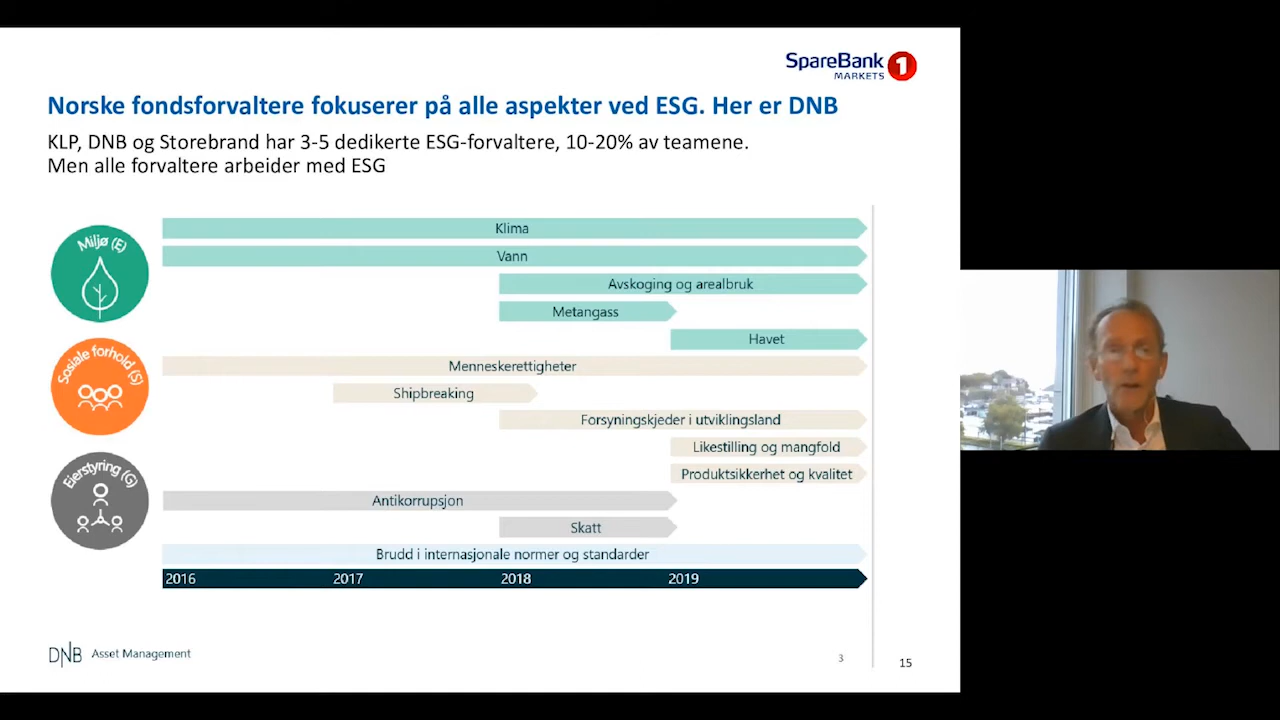 SpareBank 1
MARKETS
Norske fondsforvaltere fokuserer på alle aspekter ved ESG. Her er DNB
KLP, DNB og Storebrand har 3-5 dedikerte ESG-forvaltere, 10-20% av teamene.
Men alle forvaltere arbeider med ESG
Miljø (E)
Klima
Vann
Avskoging og arealbruk
Metangass
Havet
Sosiale forhold (S)
Menneskerettigheter
Shipbreaking
Forsyningskjeder i utviklingsland
Likestilling og mangfold
Produktsikkerhet og kvalitet
Eierstyring (G)
Antikorrupsjon
Skatt
Brudd i internasjonale normer og standarder
2016 2017 2018 2019
DNB Asset Management
3
15